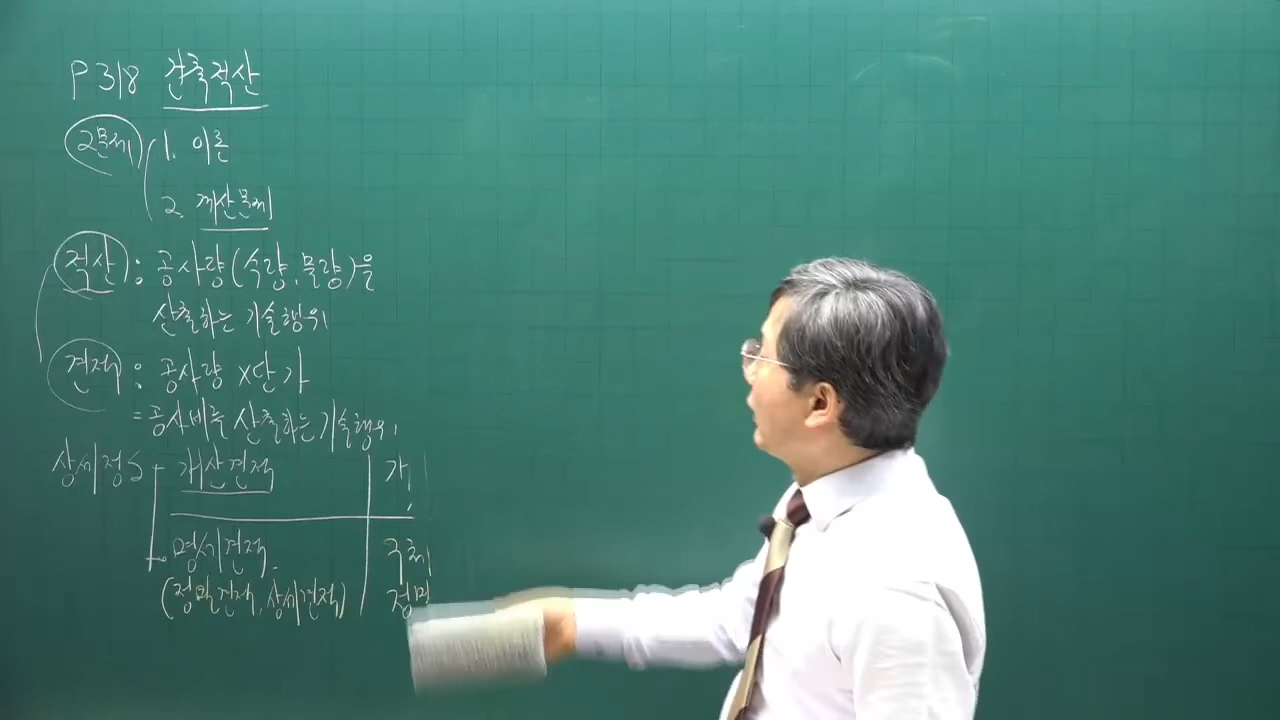 P 318 건축적산
2문제 1. 이론
2. 계산문제
적산 : 공사량(수량, 물량)을
산출하는 기술행위
견적 : 공사량 X단가
= 공사비를 산출하는 기술행위
상세정도 개산견적
명세견적
(정밀견적, 상세견적)